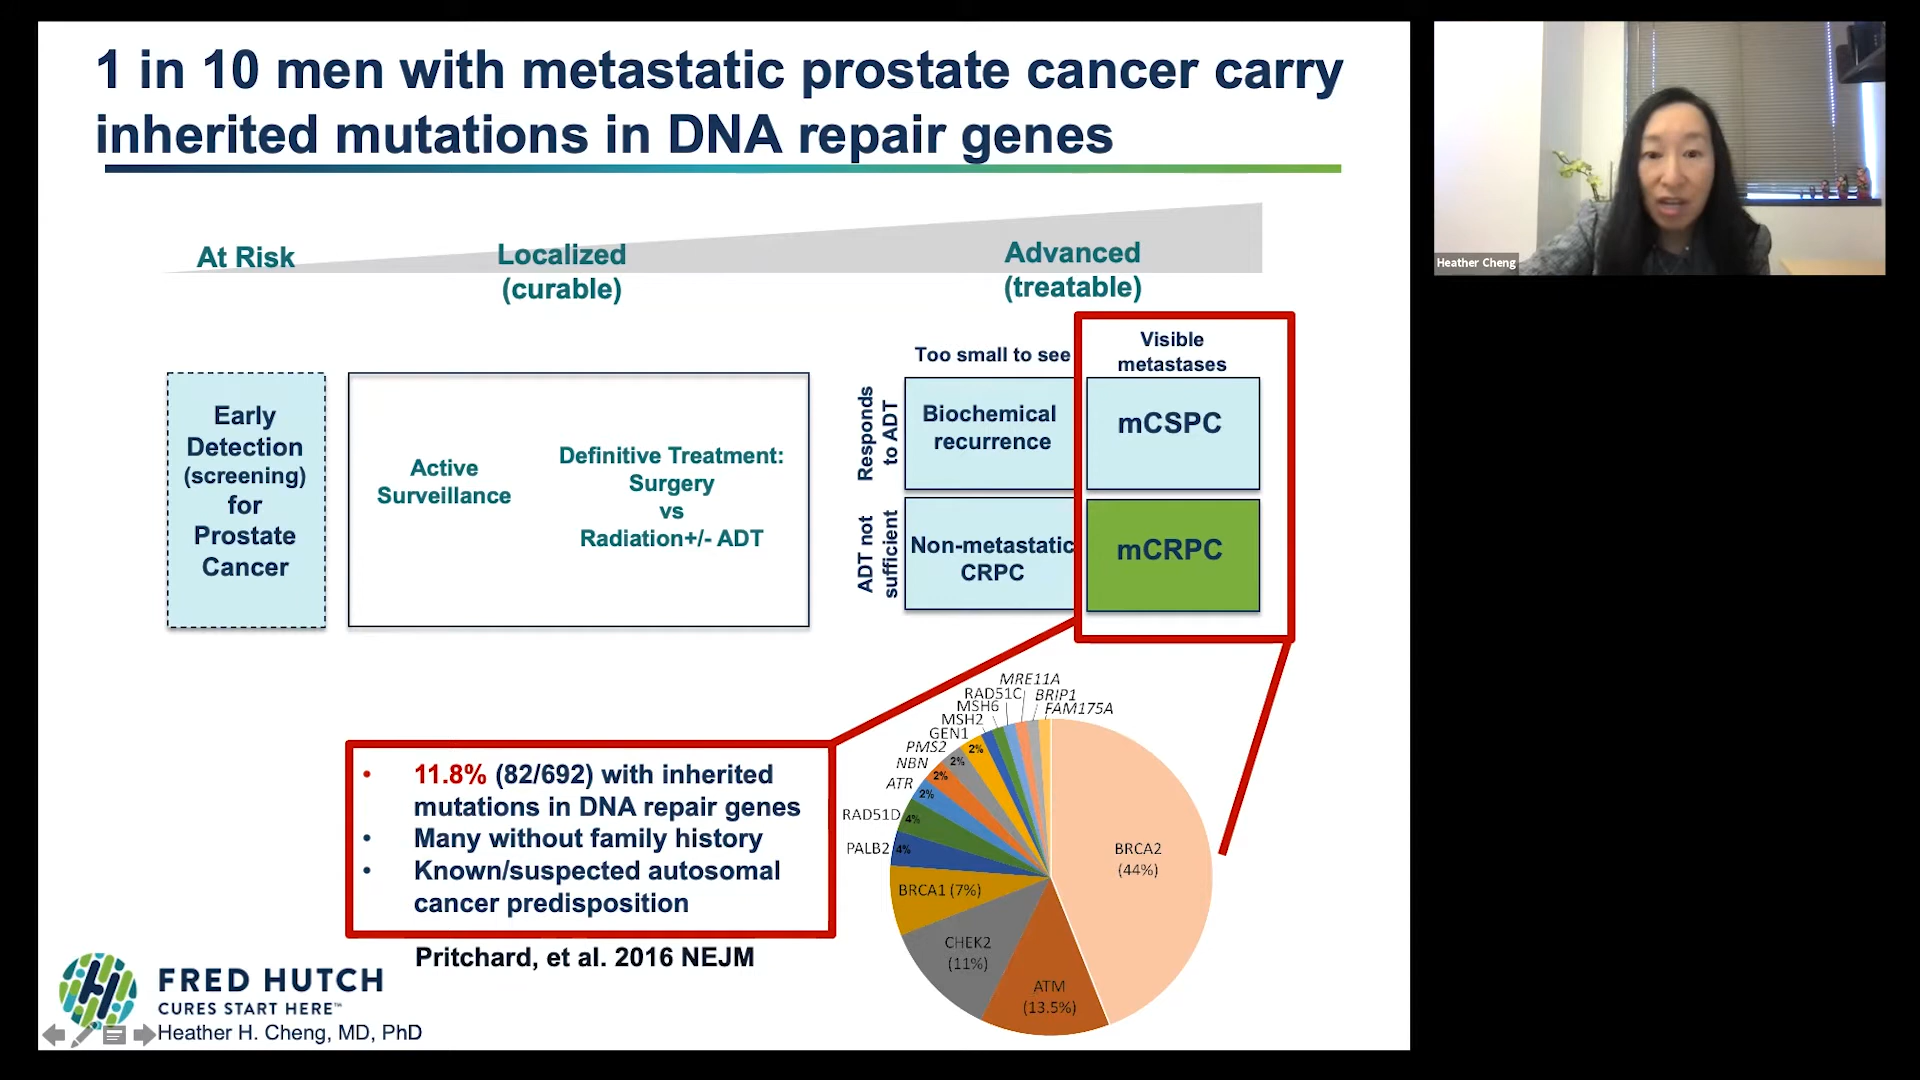 1 in 10 men with metastatic prostate cancer carry
inherited mutations in DNA repair genes
At Risk
Localized
(curable)
Advanced
(treatable)
Early
Detection
(screening)
for
Prostate
Cancer
Active
Surveillance
Definitive Treatment:
Surgery
vs
Radiation+/- ADT
Too small to see
Visible
metastases
Responds
to ADT
Biochemical
recurrence
mCSPC
ADT not
sufficient
Non-metastatic
CRPC
mCRPC
• 11.8% (82/692) with inherited
mutations in DNA repair genes
• Many without family history
• Known/suspected autosomal
cancer predisposition
Pritchard, et al. 2016 NEJM
MRE11A
RAD51C
BRIP1
MSH6
FAM175A
MSH2
GEN1
PMS2
2%
NBN
2%
ATR
2%
2%
RAD51D
4%
PALB2
4%
BRCA2
(44%)
BRCA1 (7%)
CHEK2
(11%)
ATM
(13.5%)
FRED HUTCH
CURES START HERE™
Heather H. Cheng, MD, PhD
Heather Cheng